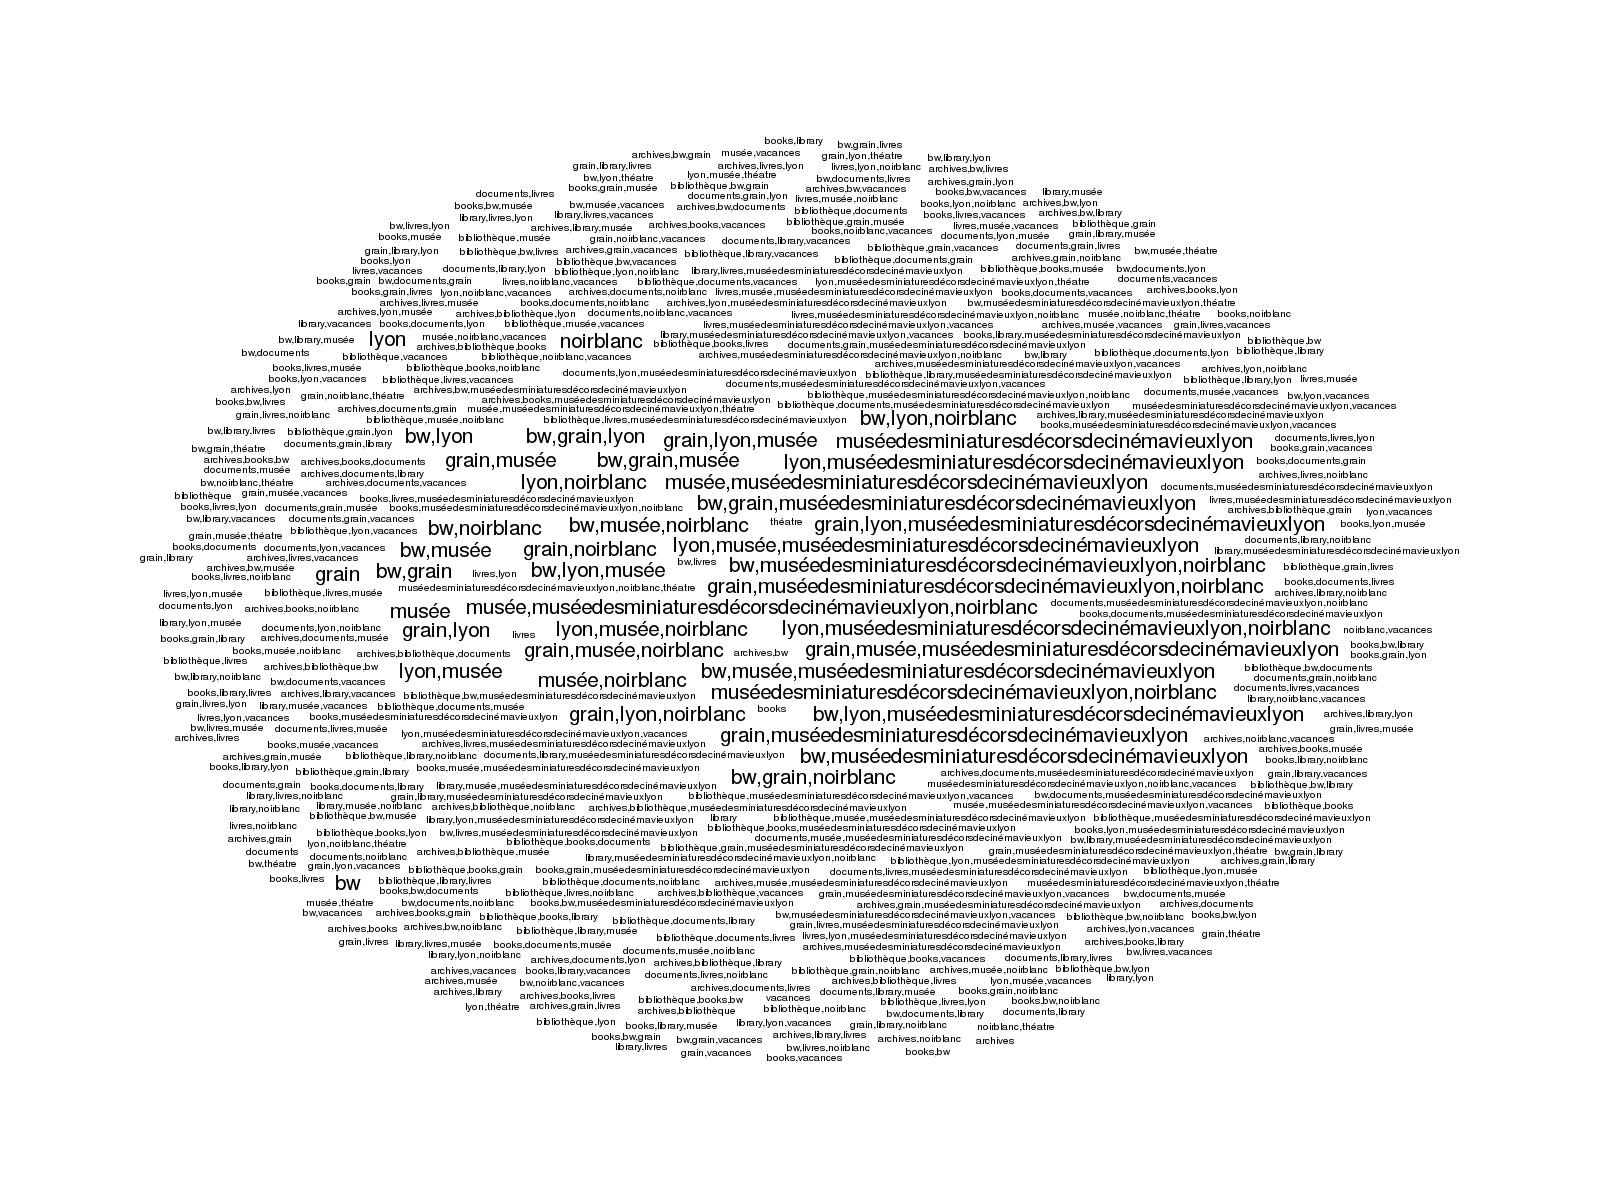 books,library
bw,grain,livres
archives,bw,grain musée,vacances grain,lyon,théatre bw,library,lyon
grain,library,livres archives,livres,lyon livres,lyon,noirblanc archives,bw,livres
bw,lyon,théatre lyon,musée,théatre bw,documents,livres archives,grain,lyon
books,grain,musée bibliothèque,bw,grain archives,bw,vacances books,bw,vacances library,musée
documents,livres documents,grain,lyon livres,musée,noirblanc books,lyon,noirblanc archives,bw,lyon
books,bw,musée bw,musée,vacances archives,bw,documents bibliothèque,documents archives,bw,library
library,livres,lyon library,livres,vacances books,livres,vacances
bw,livres,lyon archives,library,musée archives,books,vacances bibliothèque,grain,musée livres,musée,vacances bibliothèque,grain
books,musée bibliothèque,musée grain,noirblanc,vacances documents,library,vacances books,noirblanc,vacances documents,lyon,musée grain,library,musée
grain,library,lyon bibliothèque,bw,livres archives,grain,vacances bibliothèque,library,vacances bibliothèque,grain,vacances documents,grain,livres bw,musée,théatre
books,lyon bibliothèque,bw,vacances bibliothèque,documents,grain archives,grain,noirblanc
livres,vacances documents,library,lyon bibliothèque,lyon,noirblanc library,livres,muséedesminiaturesdécorsdecinémavieuxlyon bibliothèque,books,musée bw,documents,lyon
books,grain bw,documents,grain livres,noirblanc,vacances bibliothèque,documents,vacances lyon,muséedesminiaturesdécorsdecinémavieuxlyon,théatre documents,vacances
books,grain,livres lyon,noirblanc,vacances archives,documents,noirblanc livres,musée,muséedesminiaturesdécorsdecinémavieuxlyon books,documents,vacances archives,books,lyon
archives,livres,musée books,documents,noirblanc archives,lyon,muséedesminiaturesdécorsdecinémavieuxlyon bw,muséedesminiaturesdécorsdecinémavieuxlyon,théatre
archives,lyon,musée archives,bibliothèque,lyon documents,noirblanc,vacances livres,muséedesminiaturesdécorsdecinémavieuxlyon,noirblanc musée,noirblanc,théatre books,noirblanc
library,vacances books,documents,lyon bibliothèque,musée,vacances livres,muséedesminiaturesdécorsdecinémavieuxlyon,vacances archives,musée,vacances grain,livres,vacances
bw,library,musée lyon musée,noirblanc,vacances noirblanc library,muséedesminiaturesdécorsdecinémavieuxlyon,vacances books,library,muséedesminiaturesdécorsdecinémavieuxlyon bibliothèque,bw
archives,bibliothèque,books bibliothèque,books,livres documents,grain,muséedesminiaturesdécorsdecinémavieuxlyon
bw,documents bibliothèque,vacances bibliothèque,noirblanc,vacances archives,muséedesminiaturesdécorsdecinémavieuxlyon,noirblanc bw,library bibliothèque,documents,lyon bibliothèque,library
books,livres,musée bibliothèque,books,noirblanc documents,lyon,muséedesminiaturesdécorsdecinémavieuxlyon archives,muséedesminiaturesdécorsdecinémavieuxlyon,vacances archives,lyon,noirblanc
books,lyon,vacances bibliothèque,livres,vacances bibliothèque,library,muséedesminiaturesdécorsdecinémavieuxlyon bibliothèque,library,lyon livres,musée
archives,lyon archives,bw,muséedesminiaturesdécorsdecinémavieuxlyon documents,muséedesminiaturesdécorsdecinémavieuxlyon,vacances documents,musée,vacances bw,lyon,vacances
books,bw,livres grain,noirblanc,théatre archives,books,muséedesminiaturesdécorsdecinémavieuxlyon bibliothèque,muséedesminiaturesdécorsdecinémavieuxlyon,noirblanc
grain,livres,noirblanc archives,documents,grain musée,muséedesminiaturesdécorsdecinémavieuxlyon,théatre bibliothèque,documents,muséedesminiaturesdécorsdecinémavieuxlyon muséedesminiaturesdécorsdecinémavieuxlyon,vacances
bibliothèque,musée,noirblanc bibliothèque,livres,muséedesminiaturesdécorsdecinémavieuxlyon bw,lyon,noirblanc archives,library,muséedesminiaturesdécorsdecinémavieuxlyon
books,muséedesminiaturesdécorsdecinémavieuxlyon,vacances
bw,library,livres bibliothèque,grain,lyon bw,lyon bw,grain,lyon grain,lyon,musée muséedesminiaturesdécorsdecinémavieuxlyon documents,livres,lyon
bw,grain,théatre documents,grain,library books,grain,vacances
archives,books,bw archives,books,documents grain,musée bw,grain,musée lyon,muséedesminiaturesdécorsdecinémavieuxlyon books,documents,grain
documents,musée archives,documents,library archives,livres,noirblanc
bw,noirblanc,théatre archives,documents,vacances lyon,noirblanc musée,muséedesminiaturesdécorsdecinémavieuxlyon documents,muséedesminiaturesdécorsdecinémavieuxlyon
bibliothèque grain,musée,vacances books,livres,muséedesminiaturesdécorsdecinémavieuxlyon bw,grain,muséedesminiaturesdécorsdecinémavieuxlyon livres,muséedesminiaturesdécorsdecinémavieuxlyon
books,livres,lyon documents,grain,musée books,muséedesminiaturesdécorsdecinémavieuxlyon,noirblanc archives,bibliothèque,grain lyon,vacances
bw,library,vacances documents,grain,vacances bw,noirblanc bw,musée,noirblanc théatre grain,lyon,muséedesminiaturesdécorsdecinémavieuxlyon books,lyon,musée
grain,musée,théatre bibliothèque,lyon,vacances
books,documents documents,lyon,vacances bw,musée grain,noirblanc lyon,musée,muséedesminiaturesdécorsdecinémavieuxlyon documents,library,noirblanc
grain,library library,muséedesminiaturesdécorsdecinémavieuxlyon
archives,livres,vacances
archives,bw,musée grain bw,grain livres,lyon bw,lyon,musée bw,livres bw,muséedesminiaturesdécorsdecinémavieuxlyon,noirblanc bibliothèque,grain,livres
books,livres,noirblanc muséedesminiaturesdécorsdecinémavieuxlyon,noirblanc,théatre grain,muséedesminiaturesdécorsdecinémavieuxlyon,noirblanc books,documents,livres
livres,lyon,musée bibliothèque,livres,musée archives,library,noirblanc
documents,lyon archives,books,noirblanc musée musée,muséedesminiaturesdécorsdecinémavieuxlyon,noirblanc documents,muséedesminiaturesdécorsdecinémavieuxlyon,noirblanc
books,documents,muséedesminiaturesdécorsdecinémavieuxlyon
library,lyon,musée documents,lyon,noirblanc grain,lyon livres lyon,musée,noirblanc lyon,muséedesminiaturesdécorsdecinémavieuxlyon,noirblanc noirblanc,vacances
books,grain,library archives,documents,musée
books,musée,noirblanc archives,bibliothèque,documents grain,musée,noirblanc archives,bw grain,musée,muséedesminiaturesdécorsdecinémavieuxlyon books,bw,library
bibliothèque,livres archives,bibliothèque,bw books,grain,lyon
bw,library,noirblanc bw,documents,vacances lyon,musée musée,noirblanc bw,musée,muséedesminiaturesdécorsdecinémavieuxlyon bibliothèque,bw,documents
documents,grain,noirblanc
books,library,livres archives,library,vacances bibliothèque,bw,muséedesminiaturesdécorsdecinémavieuxlyon muséedesminiaturesdécorsdecinémavieuxlyon,noirblanc documents,livres,vacances
grain,livres,lyon library,musée,vacances bibliothèque,documents,musée library,noirblanc,vacances
livres,lyon,vacances books,muséedesminiaturesdécorsdecinémavieuxlyon grain,lyon,noirblanc books bw,lyon,muséedesminiaturesdécorsdecinémavieuxlyon archives,library,lyon
bw,livres,musée documents,livres,musée grain,livres,musée
archives,livres lyon,muséedesminiaturesdécorsdecinémavieuxlyon,vacances grain,muséedesminiaturesdécorsdecinémavieuxlyon archives,noirblanc,vacances
books,musée,vacances archives,livres,muséedesminiaturesdécorsdecinémavieuxlyon archives,books,musée
archives,grain,musée bibliothèque,library,noirblanc documents,library,muséedesminiaturesdécorsdecinémavieuxlyon bw,muséedesminiaturesdécorsdecinémavieuxlyon books,library,noirblanc
books,library,lyon bibliothèque,grain,library books,musée,muséedesminiaturesdécorsdecinémavieuxlyon bw,grain,noirblanc archives,documents,muséedesminiaturesdécorsdecinémavieuxlyon grain,library,vacances
documents,grain books,documents,library library,musée,muséedesminiaturesdécorsdecinémavieuxlyon muséedesminiaturesdécorsdecinémavieuxlyon,noirblanc,vacances bibliothèque,bw,library
library,livres,noirblanc grain,library,muséedesminiaturesdécorsdecinémavieuxlyon bibliothèque,muséedesminiaturesdécorsdecinémavieuxlyon,vacances bw,documents,muséedesminiaturesdécorsdecinémavieuxlyon
library,noirblanc library,musée,noirblanc archives,bibliothèque,noirblanc archives,bibliothèque,muséedesminiaturesdécorsdecinémavieuxlyon musée,muséedesminiaturesdécorsdecinémavieuxlyon,vacances bibliothèque,books
bibliothèque,bw,musée library,lyon,muséedesminiaturesdécorsdecinémavieuxlyon library bibliothèque,musée,muséedesminiaturesdécorsdecinémavieuxlyon bibliothèque,muséedesminiaturesdécorsdecinémavieuxlyon
livres,noirblanc bibliothèque,books,lyon bw,livres,muséedesminiaturesdécorsdecinémavieuxlyon bibliothèque,books,muséedesminiaturesdécorsdecinémavieuxlyon books,lyon,muséedesminiaturesdécorsdecinémavieuxlyon
archives,grain lyon,noirblanc,théatre bibliothèque,books,documents documents,musée,muséedesminiaturesdécorsdecinémavieuxlyon bw,library,muséedesminiaturesdécorsdecinémavieuxlyon
documents documents,noirblanc archives,bibliothèque,musée bibliothèque,grain,muséedesminiaturesdécorsdecinémavieuxlyon grain,muséedesminiaturesdécorsdecinémavieuxlyon,théatre bw,grain,library
bw,théatre grain,lyon,vacances library,muséedesminiaturesdécorsdecinémavieuxlyon,noirblanc bibliothèque,lyon,muséedesminiaturesdécorsdecinémavieuxlyon archives,grain,library
books,livres bw bibliothèque,books,grain books,grain,muséedesminiaturesdécorsdecinémavieuxlyon documents,livres,muséedesminiaturesdécorsdecinémavieuxlyon bibliothèque,lyon,musée
bibliothèque,library,livres bibliothèque,documents,noirblanc archives,musée,muséedesminiaturesdécorsdecinémavieuxlyon muséedesminiaturesdécorsdecinémavieuxlyon,théatre
books,bw,documents bibliothèque,livres,noirblanc archives,bibliothèque,vacances grain,muséedesminiaturesdécorsdecinémavieuxlyon,vacances bw,documents,musée
musée,théatre bw,documents,noirblanc books,bw,muséedesminiaturesdécorsdecinémavieuxlyon archives,grain,muséedesminiaturesdécorsdecinémavieuxlyon archives,documents
bw,vacances archives,books,grain bibliothèque,books,library bibliothèque,documents,library bw,muséedesminiaturesdécorsdecinémavieuxlyon,vacances bibliothèque,bw,noirblanc books,bw,lyon
archives,books archives,bw,noirblanc bibliothèque,library,musée grain,livres,muséedesminiaturesdécorsdecinémavieuxlyon archives,lyon,vacances grain,théatre
grain,livres library,livres,musée books,documents,musée bibliothèque,documents,livres livres,lyon,muséedesminiaturesdécorsdecinémavieuxlyon archives,books,library
library,lyon,noirblanc documents,musée,noirblanc archives,muséedesminiaturesdécorsdecinémavieuxlyon bw,livres,vacances
archives,documents,lyon archives,bibliothèque,library bibliothèque,books,vacances documents,library,livres
archives,vacances books,library,vacances documents,livres,noirblanc bibliothèque,grain,noirblanc archives,musée,noirblanc bibliothèque,bw,lyon
archives,musée bw,noirblanc,vacances archives,documents,livres archives,bibliothèque,livres lyon,musée,vacances library,lyon
archives,library archives,books,livres bibliothèque,books,bw vacances documents,library,musée books,grain,noirblanc
lyon,théatre archives,grain,livres archives,bibliothèque bibliothèque,noirblanc bibliothèque,livres,lyon books,bw,noirblanc
bw,documents,library documents,library
bibliothèque,lyon books,library,musée library,lyon,vacances grain,library,noirblanc noirblanc,théatre
books,bw,grain bw,grain,vacances archives,library,livres archives,noirblanc archives
library,livres grain,vacances bw,livres,noirblanc books,bw
books,vacances